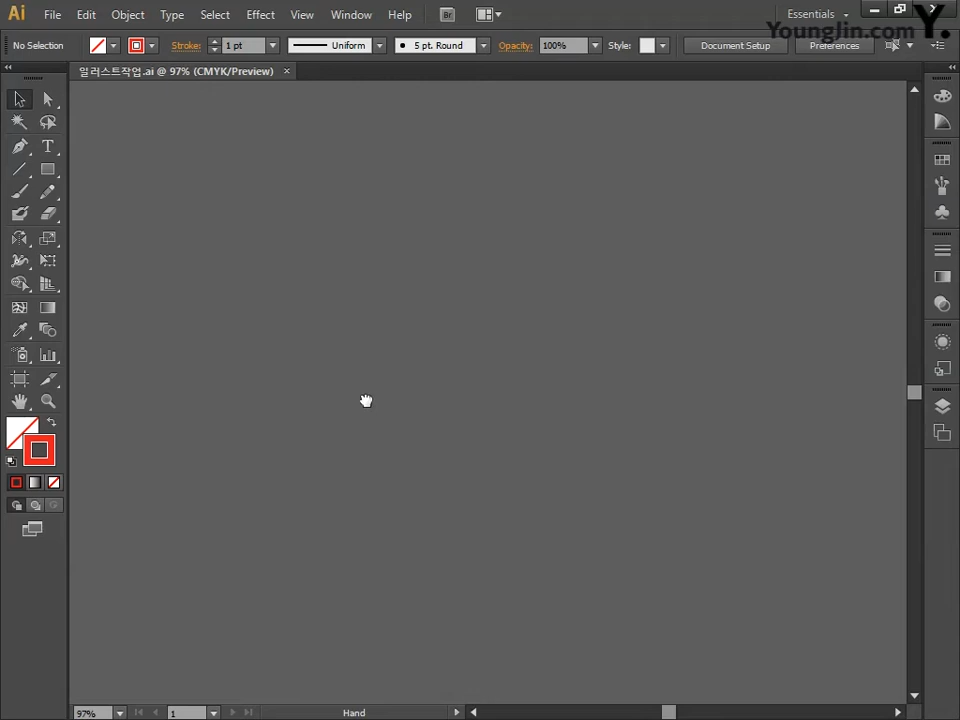 Ai File Edit Object Type Select Effect View Window Help Br Essentials
YoungJin.com Y.
No Selection Stroke: 1 pt Uniform 5 pt. Round Opacity: 100% Style: Document Setup Preferences
일러스트작업.ai @ 97% (CMYK/Preview)
T
97% 1 Hand